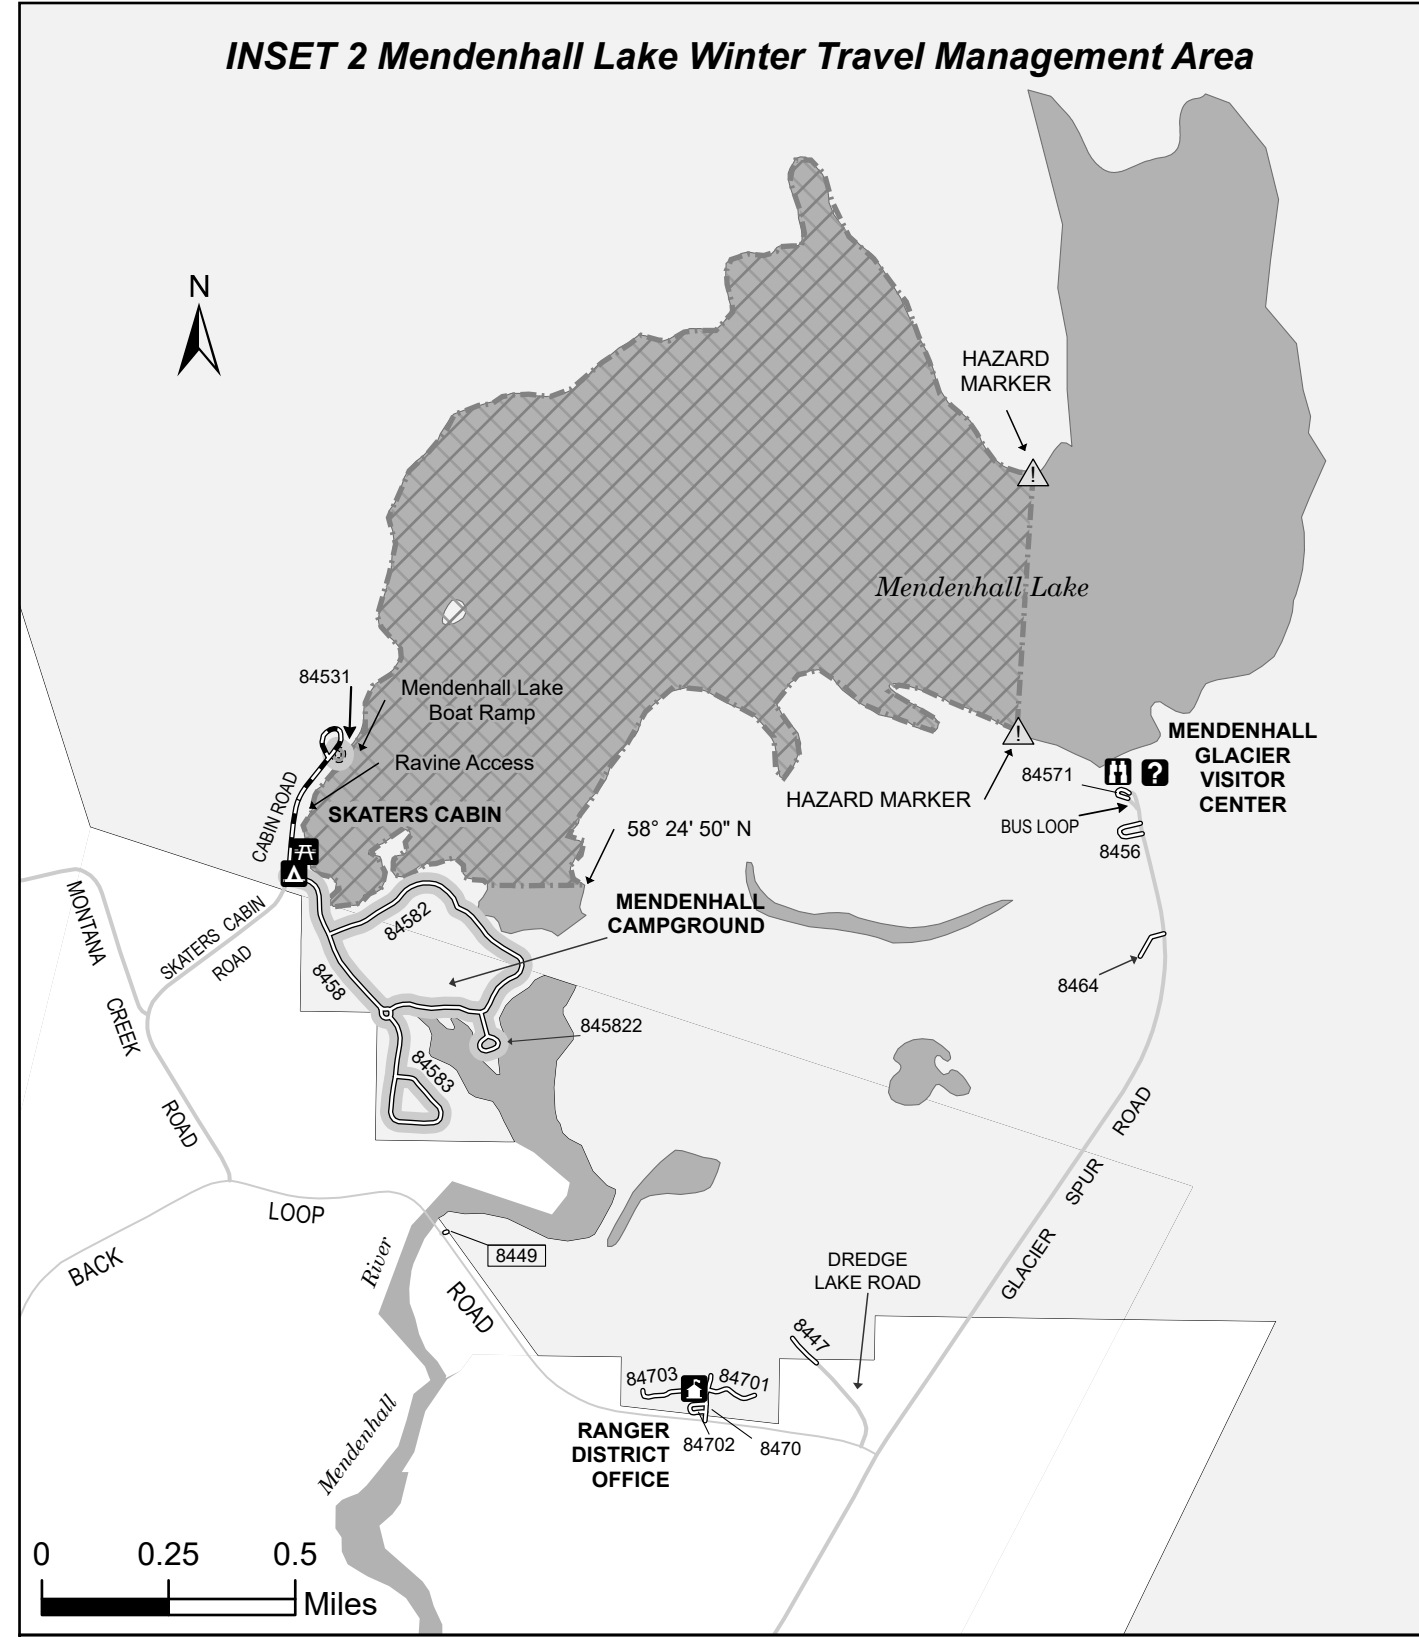 INSET 2 Mendenhall Lake Winter Travel Management Area
N
HAZARD
MARKER
!
Mendenhall Lake
84531
Mendenhall Lake
Boat Ramp
Ravine Access
CABIN ROAD
SKATERS CABIN
!
HAZARD MARKER
MENDENHALL
GLACIER
VISITOR
CENTER
?
84571
BUS LOOP
8456
58° 24' 50" N
MENDENHALL
CAMPGROUND
84582
8458
SKATERS CABIN
ROAD
MONTANA
CREEK
ROAD
8464
845822
84583
GLACIER SPUR ROAD
BACK
LOOP
ROAD
8449
River
Mendenhall
DREDGE
LAKE ROAD
8447
84703
84701
84702
8470
RANGER
DISTRICT
OFFICE
0 0.25 0.5
Miles